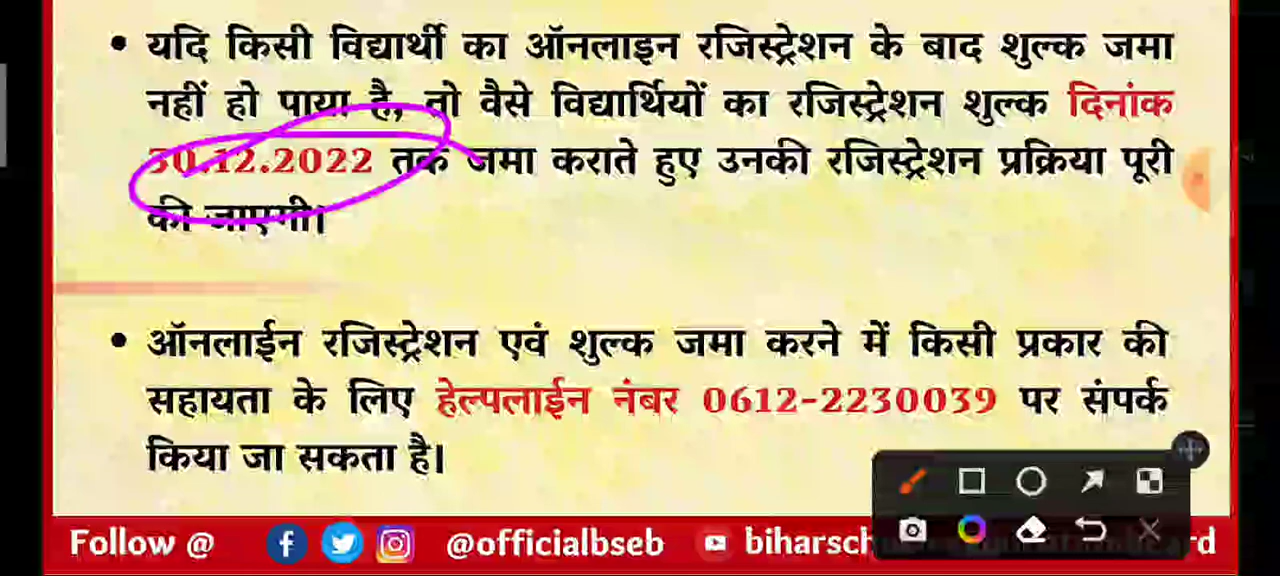 • यदि किसी विद्यार्थी का ऑनलाइन रजिस्ट्रेशन के बाद शुल्क जमा
नहीं हो पाया है, तो वैसे विद्यार्थियों का रजिस्ट्रेशन शुल्क दिनांक
30.12.2022 तक जमा कराते हुए उनकी रजिस्ट्रेशन प्रक्रिया पूरी
की जाएगी।
• ऑनलाईन रजिस्ट्रेशन एवं शुल्क जमा करने में किसी प्रकार की
सहायता के लिए हेल्पलाईन नंबर 0612-2230039 पर संपर्क
किया जा सकता है।
Follow @ @officialbseb